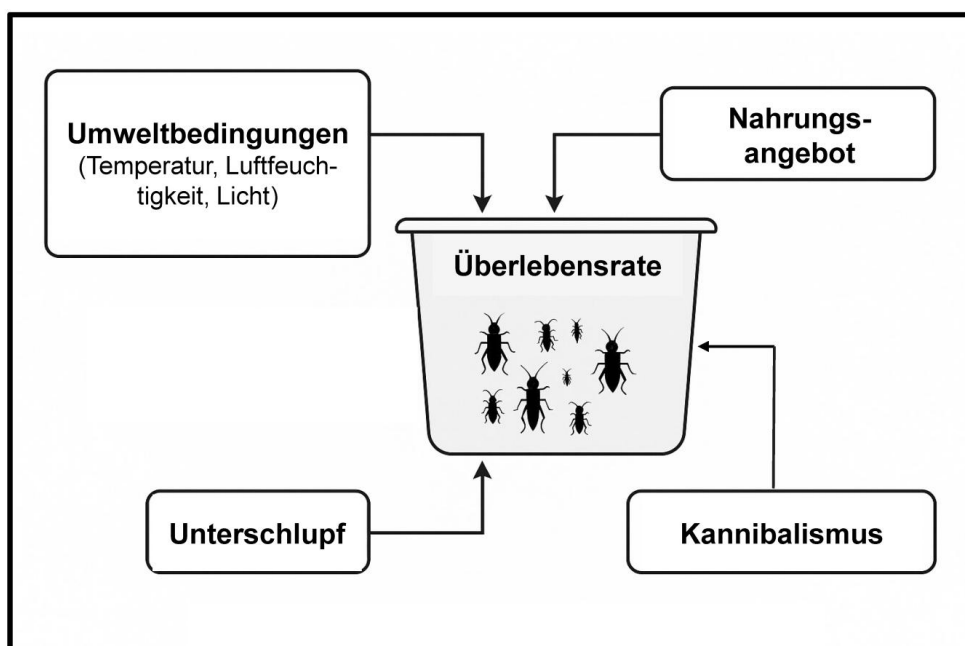 Umweltbedingungen
(Temperatur, Luftfeuch-
tigkeit, Licht)
Nahrungs-
angebot
Überlebensrate
Unterschlupf
Kannibalismus